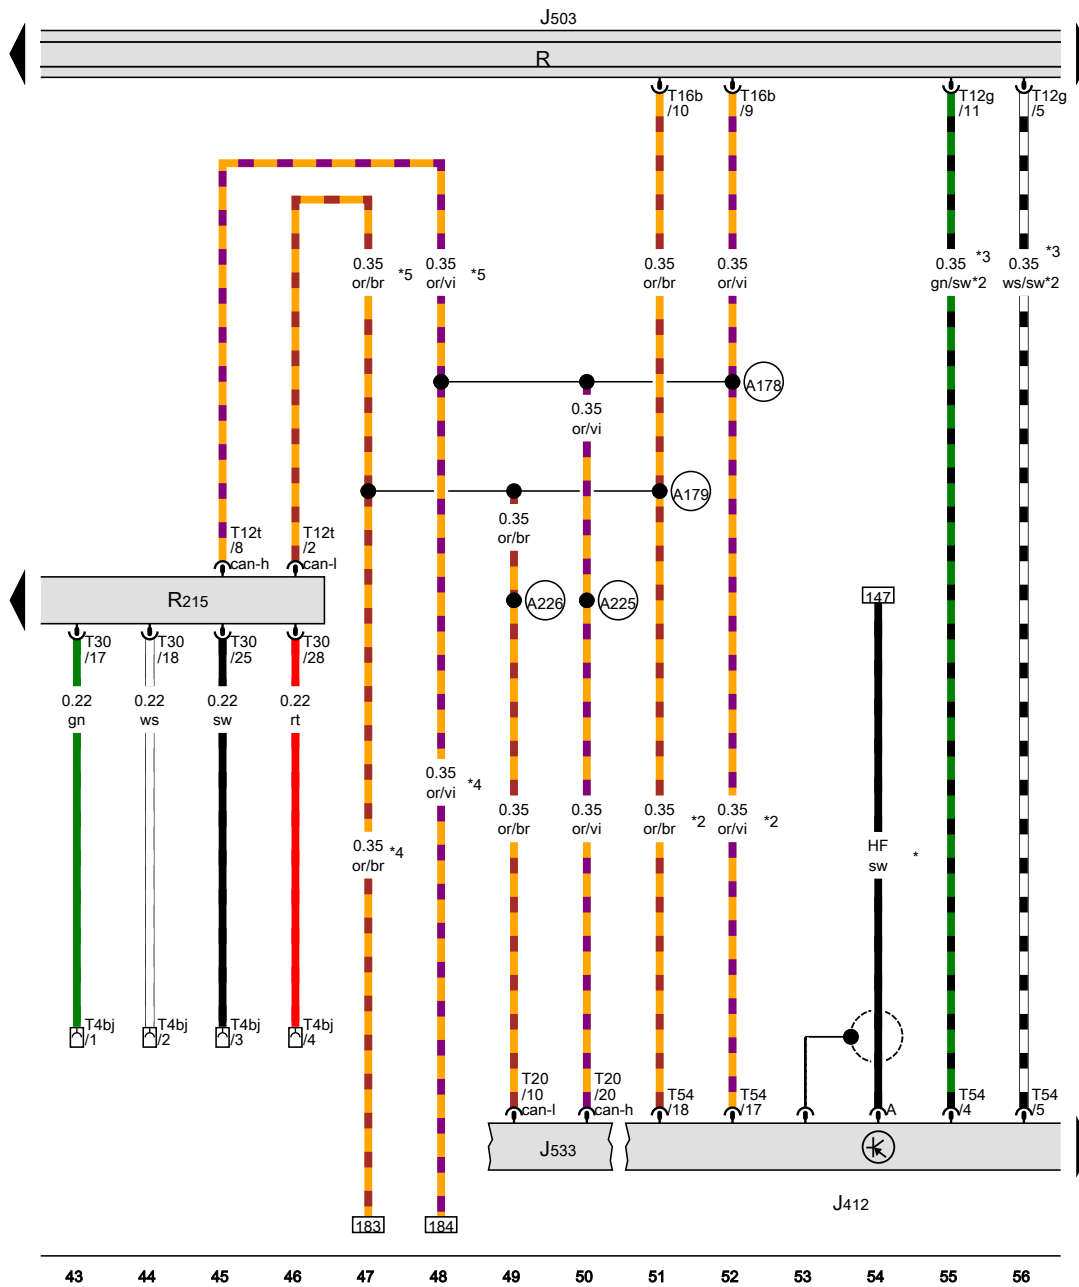 J503
R
T16b
/10
T16b
/9
T12g
/11
T12g
/5
0.35
or/br
*5
0.35
or/vi
*5
0.35
or/br
0.35
or/vi
0.35
gn/sw*2
*3
0.35
ws/sw*2
*3
A178
0.35
or/vi
A179
0.35
or/br
T12t
/8
can-h
T12t
/2
can-l
R215
A226
A225
147
T30
/17
T30
/18
T30
/25
T30
/28
0.22
gn
0.22
ws
0.22
sw
0.22
rt
0.35
or/vi
*4
0.35
or/br
0.35
or/vi
0.35
or/br
*2
0.35
or/vi
*2
0.35
or/br
*4
HF
sw
*
T4bj
/1
T4bj
/2
T4bj
/3
T4bj
/4
T20
/10
can-l
T20
/20
can-h
T54
/18
T54
/17
A
T54
/4
T54
/5
J533
J412
183
184
43 44 45 46 47 48 49 50 51 52 53 54 55 56